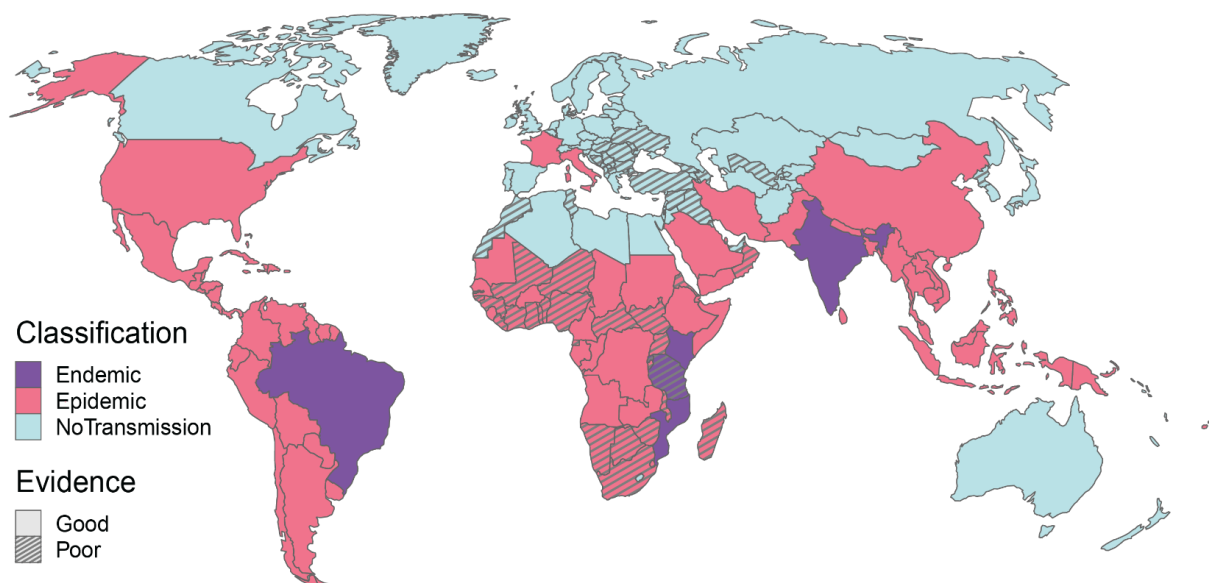 Classification
Endemic
Epidemic
NoTransmission
Evidence
Good
Poor